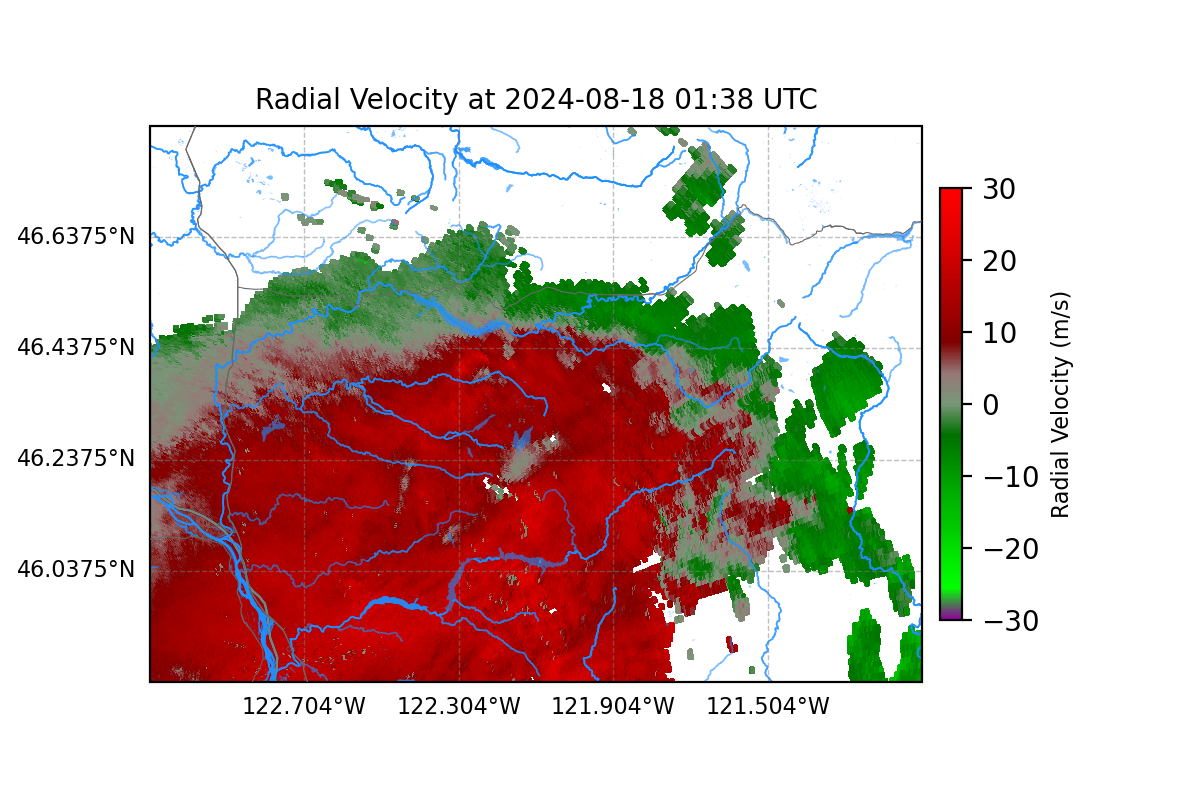 Radial Velocity at 2024-08-18 01:38 UTC
46.6375°N
46.4375°N
46.2375°N
46.0375°N
122.704°W 122.304°W 121.904°W 121.504°W
30
20
10
0
−10
−20
−30
Radial Velocity (m/s)